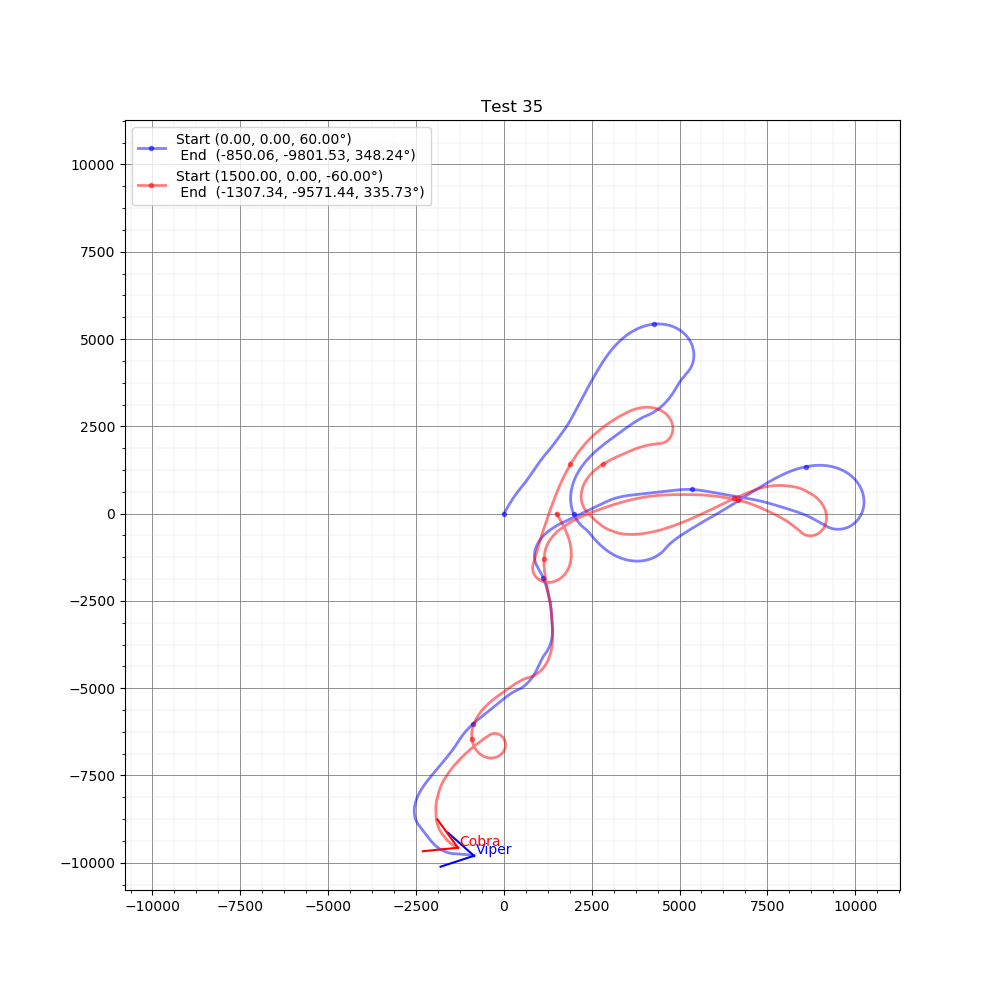 Test 35
Start (0.00, 0.00, 60.00°)
End (-850.06, -9801.53, 348.24°)
Start (1500.00, 0.00, -60.00°)
End (-1307.34, -9571.44, 335.73°)
10000
7500
5000
2500
0
−2500
−5000
−7500
−10000
Cobra
Viper
−10000 −7500 −5000 −2500 0 2500 5000 7500 10000